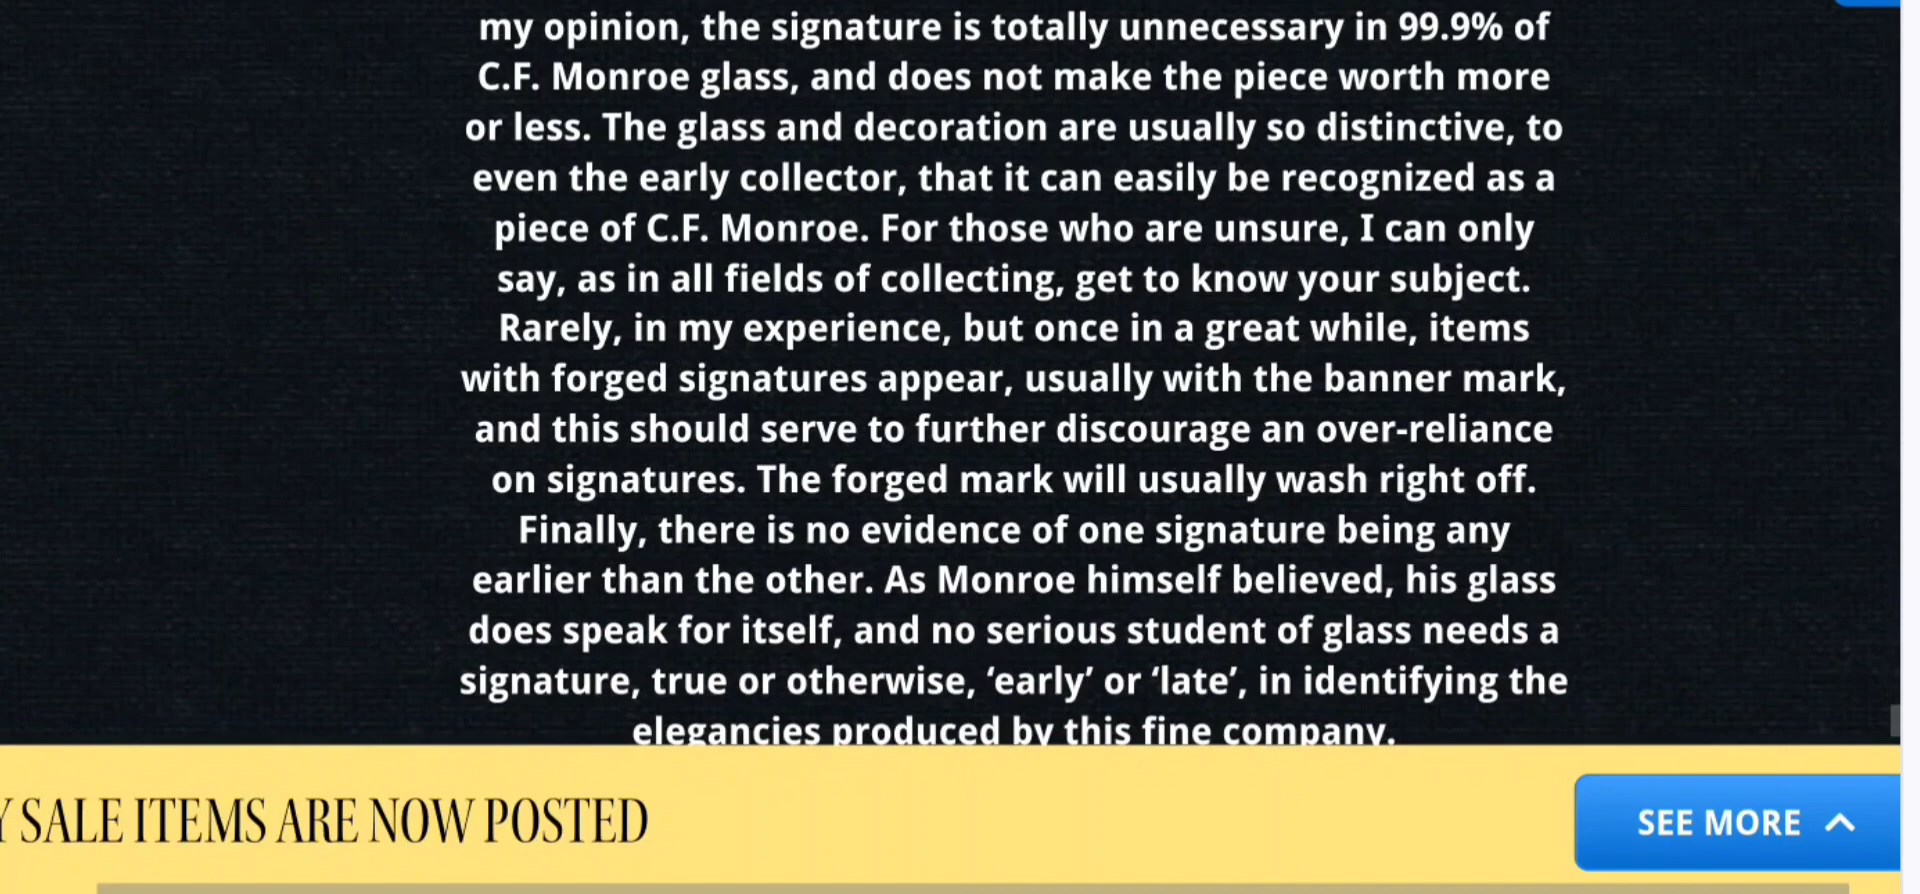 my opinion, the signature is totally unnecessary in 99.9% of
C.F. Monroe glass, and does not make the piece worth more
or less. The glass and decoration are usually so distinctive, to
even the early collector, that it can easily be recognized as a
piece of C.F. Monroe. For those who are unsure, I can only
say, as in all fields of collecting, get to know your subject.
Rarely, in my experience, but once in a great while, items
with forged signatures appear, usually with the banner mark,
and this should serve to further discourage an over-reliance
on signatures. The forged mark will usually wash right off.
Finally, there is no evidence of one signature being any
earlier than the other. As Monroe himself believed, his glass
does speak for itself, and no serious student of glass needs a
signature, true or otherwise, ‘early’ or ‘late’, in identifying the
elegancies produced by this fine company.
Y SALE ITEMS ARE NOW POSTED
SEE MORE